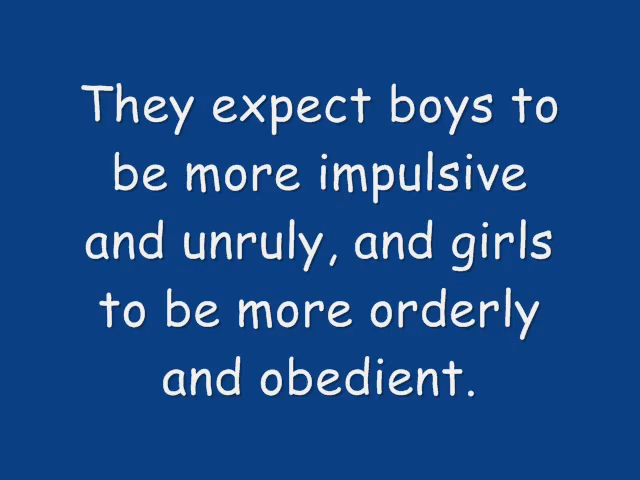 They expect boys to
be more impulsive
and unruly, and girls
to be more orderly
and obedient.